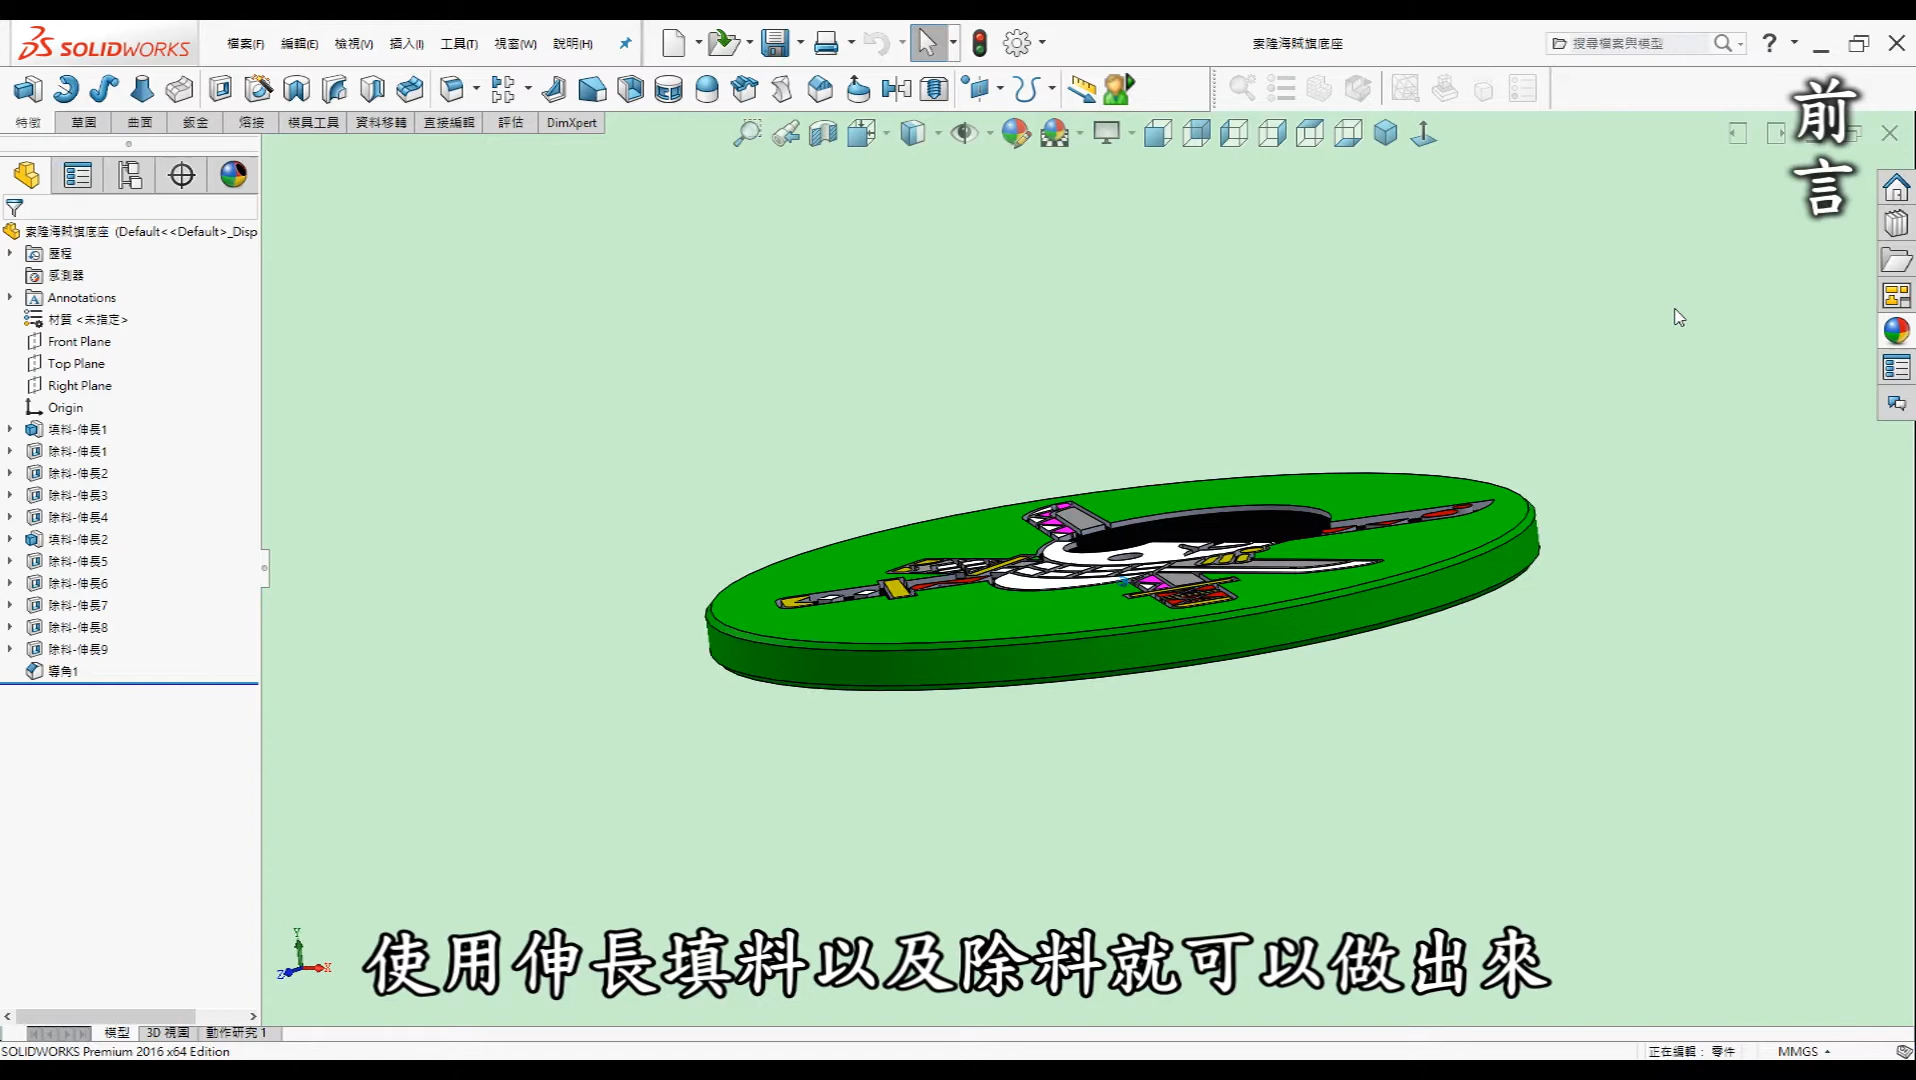 SOLIDWORKS
檔案(F) 編輯(E) 檢視(V) 插入(I) 工具(T) 視窗(W) 說明(H)
索隆海賊旗底座
搜尋檔案與模型
?
特徵 草圖 曲面 鈑金 熔接 模具工具 資料移轉 直接編輯 評估 DimXpert
前言
索隆海賊旗底座 (Default<<Default>_Disp
歷程
感測器
Annotations
材質 <未指定>
Front Plane
Top Plane
Right Plane
Origin
填料-伸長1
除料-伸長1
除料-伸長2
除料-伸長3
除料-伸長4
填料-伸長2
除料-伸長5
除料-伸長6
除料-伸長7
除料-伸長8
除料-伸長9
導角1
Y
Z X
使用伸長填料以及除料就可以做出來
模型 3D 視圖 動作研究 1
SOLIDWORKS Premium 2016 x64 Edition
正在編輯： 零件 MMGS